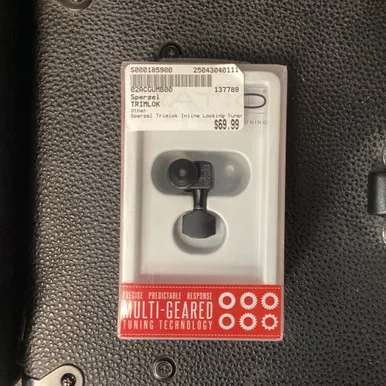 S000185900 25043040111
02ACGUM800 137789
Sperzel
TRIMLOK
Other
Sperzel Trimlok Inline Locking Tuner
$69.99
PRECISE PREDICTABLE RESPONSE
MULTI-GEARED
TUNING TECHNOLOGY